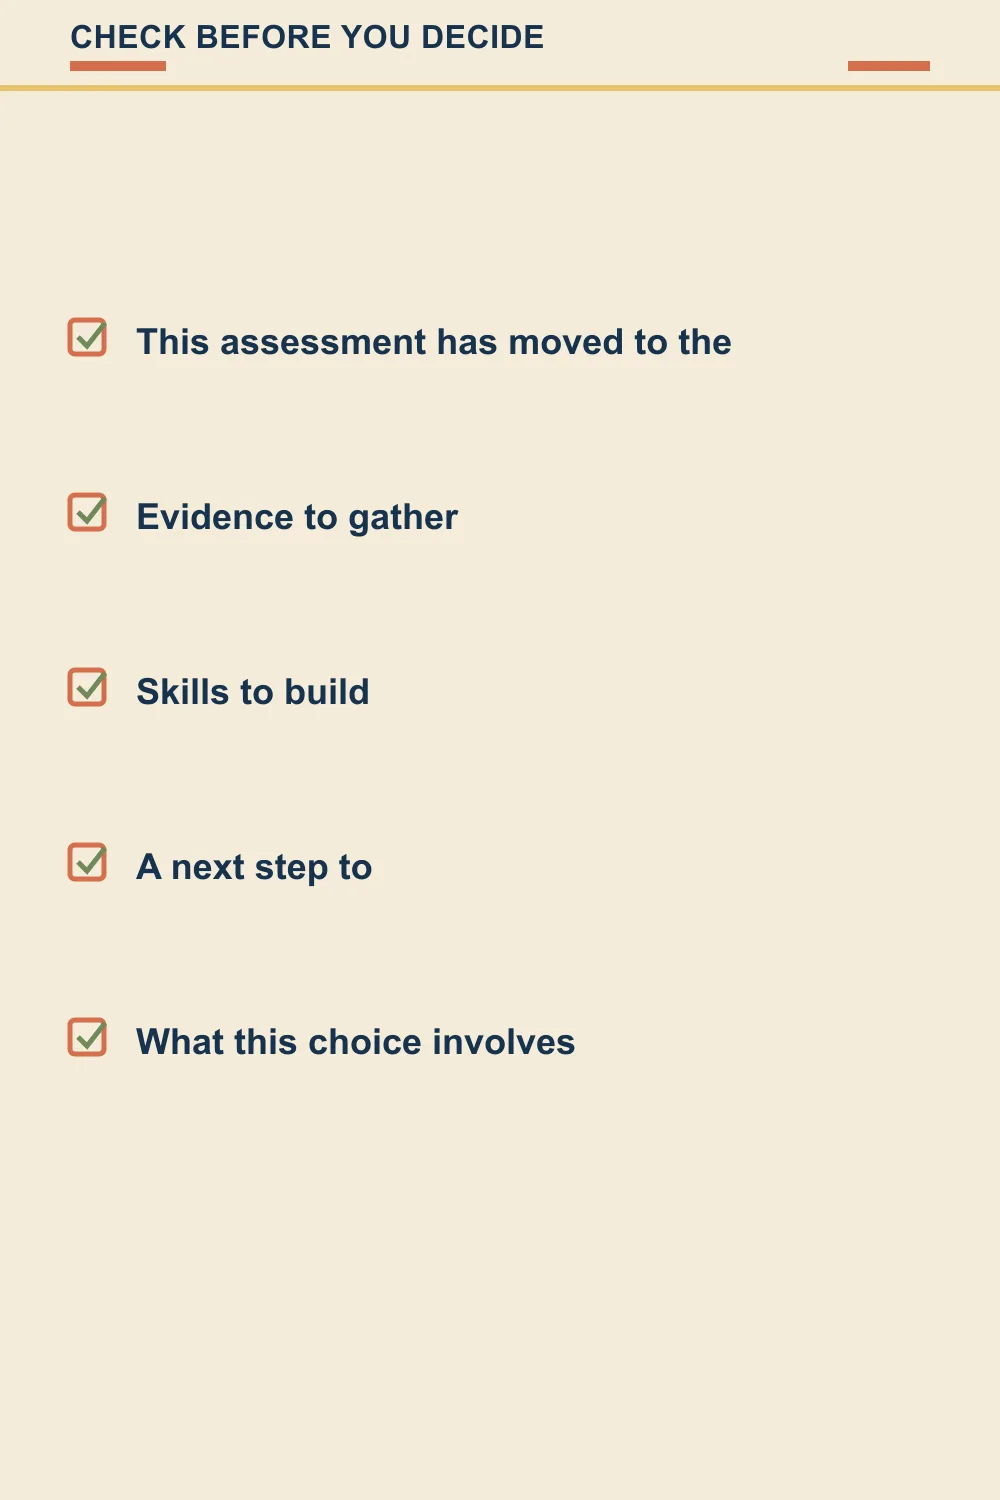 CHECK BEFORE YOU DECIDE
This assessment has moved to the
Evidence to gather
Skills to build
A next step to
What this choice involves